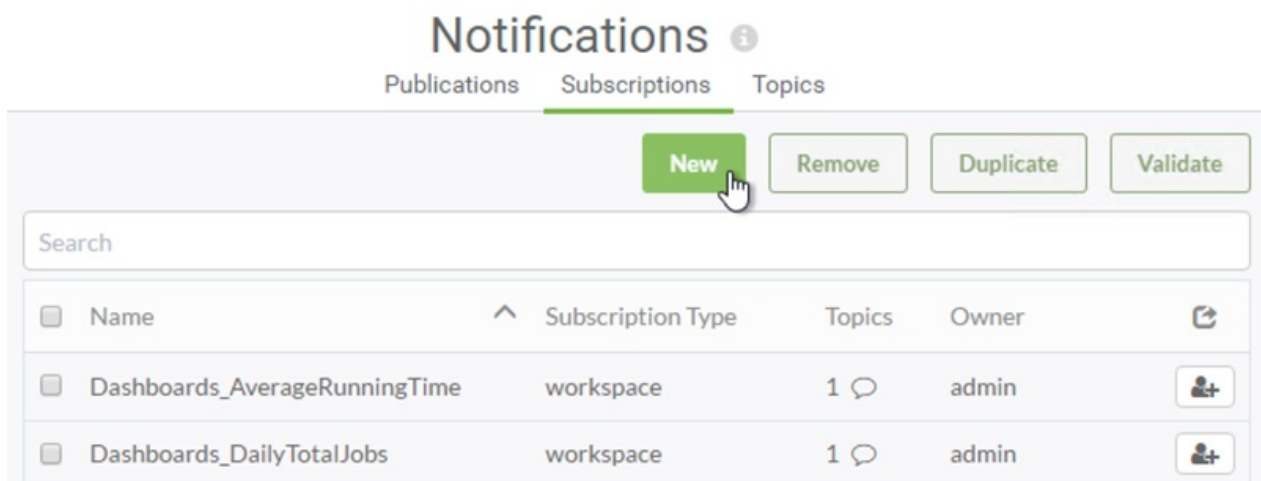 Notifications
Publications Subscriptions Topics
New Remove Duplicate Validate
Search
Name Subscription Type Topics Owner
Dashboards_AverageRunningTime workspace 1 admin
Dashboards_DailyTotalJobs workspace 1 admin